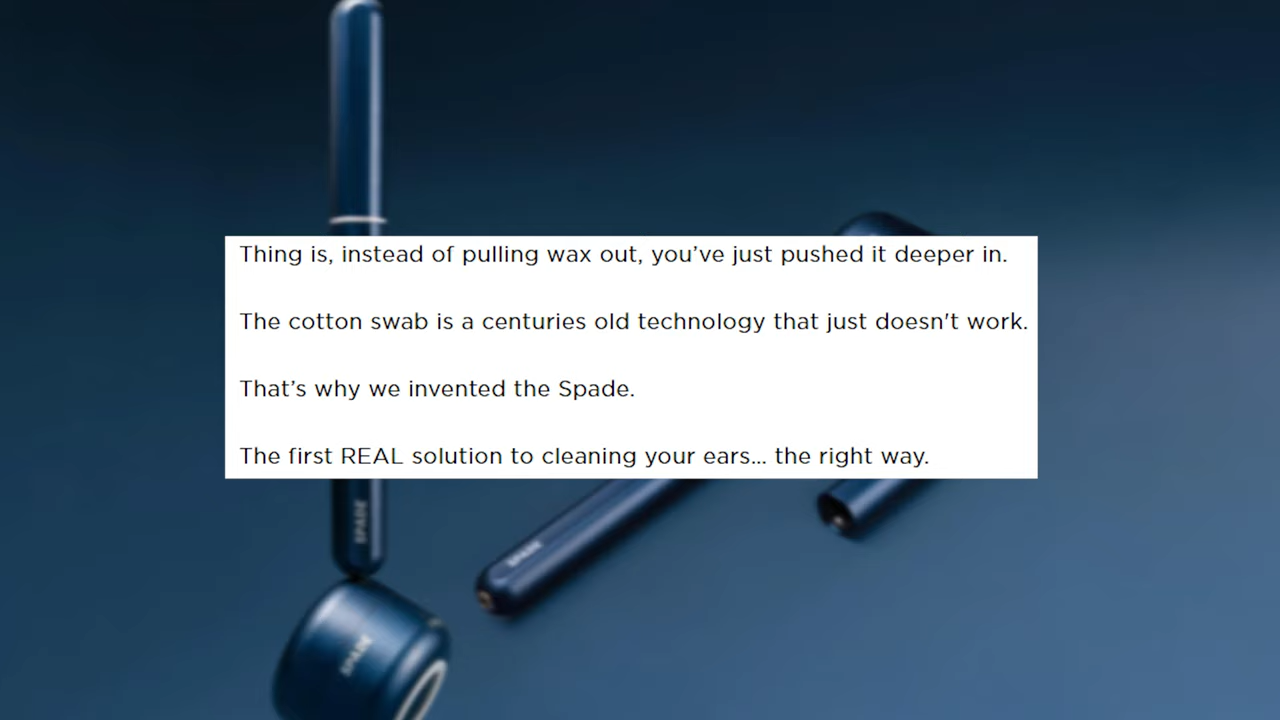 Thing is, instead of pulling wax out, you’ve just pushed it deeper in.
The cotton swab is a centuries old technology that just doesn't work.
That’s why we invented the Spade.
The first REAL solution to cleaning your ears... the right way.
SPADE
SPADE
SPADE